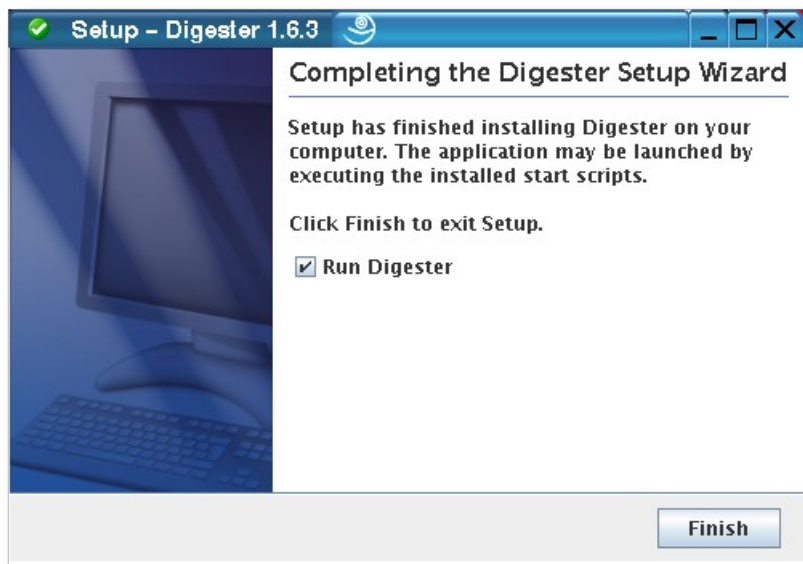 Setup – Digester 1.6.3
Completing the Digester Setup Wizard
Setup has finished installing Digester on your
computer. The application may be launched by
executing the installed start scripts.
Click Finish to exit Setup.
Run Digester
Finish